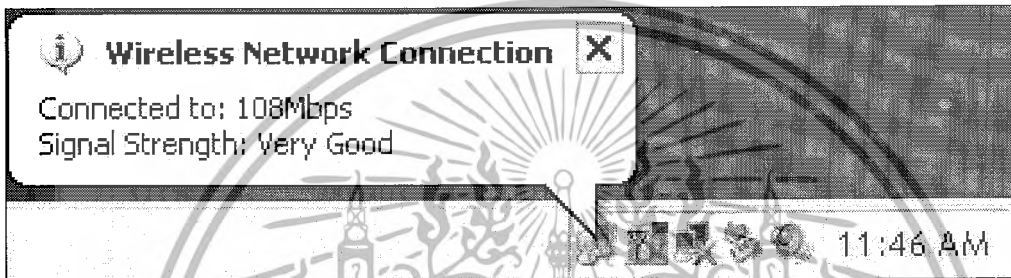 Wireless Network Connection
Connected to: 108Mbps
Signal Strength: Very Good
11:46 AM